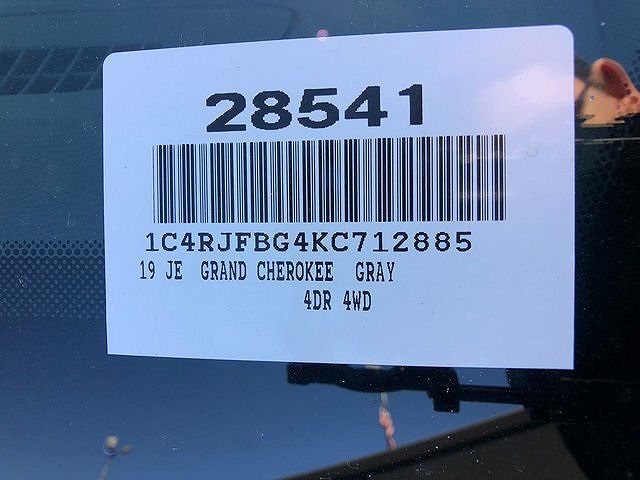 28541
1C4RJFBG4KC712885
19 JE GRAND CHEROKEE GRAY
4DR 4WD